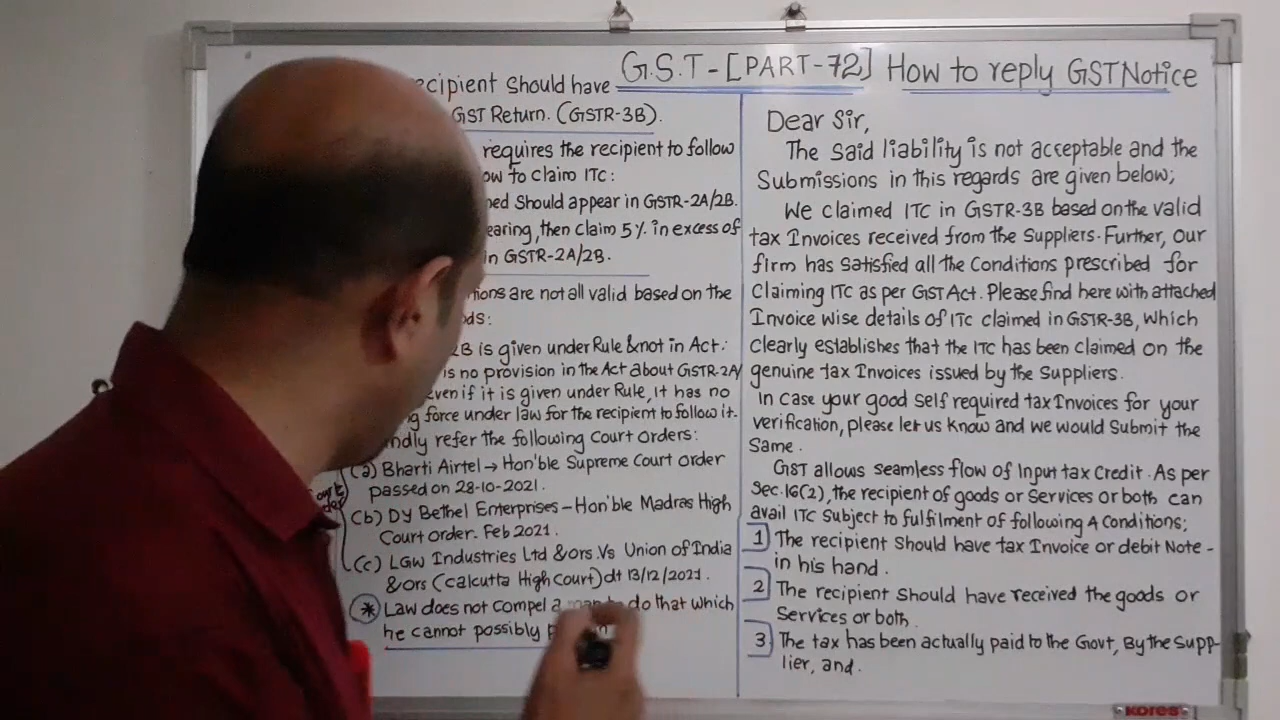 G.S.T - [PART-72] How to reply GST Notice
ecipient should have
GST Return. (GSTR-3B).
requires the recipient to follow
ow to claim ITC:
ned Should appear in GSTR-2A/2B.
earing, then claim 5% in excess of
in GSTR-2A/2B.
ions are not all valid based on the
ds:
2B is given under Rule & not in Act.
is no provision in the Act about GSTR-2A/
even if it is given under Rule, it has no
g force under law for the recipient to follow it.
ndly refer the following Court Orders:
(a) Bharti Airtel → Hon'ble Supreme Court order
passed on 28-10-2021.
(b) Dy Bethel Enterprises - Hon'ble Madras High
Court order. Feb 2021.
(c) LGW Industries Ltd & ors. Vs Union of India
& ors (Calcutta High Court) dt 13/12/2021.
* Law does not compel a man to do that which
he cannot possibly
Dear Sir,
The said liability is not acceptable and the
Submissions in this regards are given below;
We claimed ITC in GSTR-3B based on the valid
tax Invoices received from the Suppliers. Further, our
firm has satisfied all the Conditions prescribed for
Claiming ITC as per GST Act. Please find here with attached
Invoice wise details of ITC claimed in GSTR-3B, which
clearly establishes that the ITC has been claimed on the
genuine tax Invoices issued by the Suppliers.
In case your good self required tax Invoices for your
verification, please let us know and we would Submit the
Same.
GST allows seamless flow of Input tax Credit. As per
Sec.16(2), the recipient of goods or Services or both can
avail ITC Subject to fulfilment of following 4 Conditions;
1 The recipient should have tax Invoice or debit Note -
in his hand.
2 The recipient should have received the goods or
Services or both.
3 The tax has been actually paid to the Govt, By the Supp-
lier, and.
kores